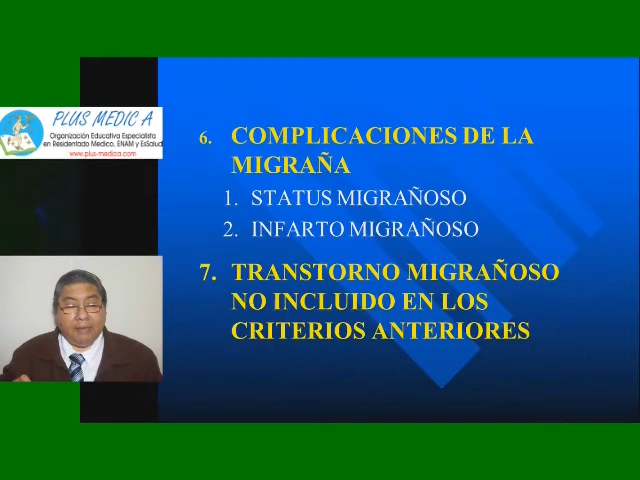 PLUS MEDIC A
Organización Educativa Especialista
en Residentado Medico, ENAM y EsSalud
www.plus-medica.com
6. COMPLICACIONES DE LA
MIGRAÑA
1. STATUS MIGRAÑOSO
2. INFARTO MIGRAÑOSO
7. TRANSTORNO MIGRAÑOSO
NO INCLUIDO EN LOS
CRITERIOS ANTERIORES